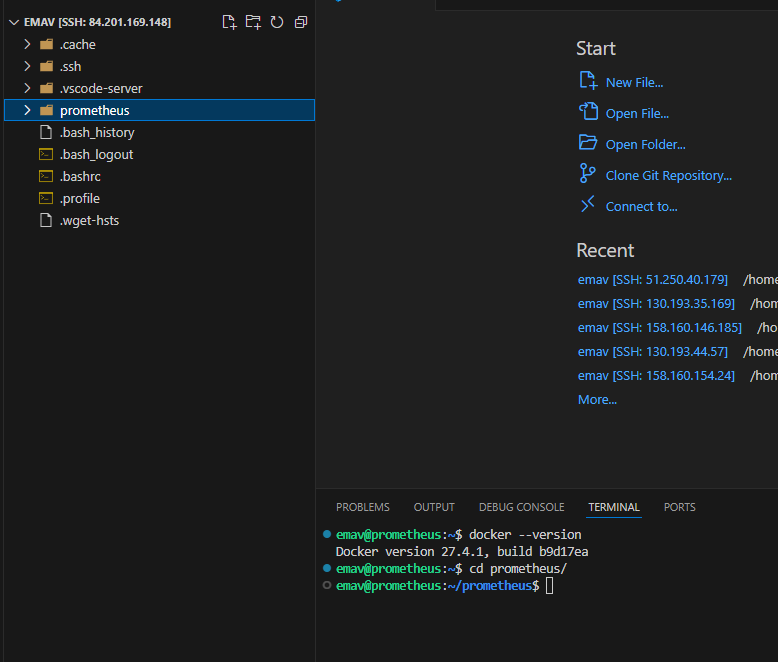 EMAV [SSH: 84.201.169.148]
.cache
.ssh
.vscode-server
prometheus
.bash_history
.bash_logout
.bashrc
.profile
.wget-hsts
Start
New File...
Open File...
Open Folder...
Clone Git Repository...
Connect to...
Recent
emav [SSH: 51.250.40.179] /home
emav [SSH: 130.193.35.169] /hom
emav [SSH: 158.160.146.185] /ho
emav [SSH: 130.193.44.57] /home
emav [SSH: 158.160.154.24] /hom
More...
PROBLEMS OUTPUT DEBUG CONSOLE TERMINAL PORTS
emav@prometheus:~$ docker --version
Docker version 27.4.1, build b9d17ea
emav@prometheus:~$ cd prometheus/
emav@prometheus:~/prometheus$